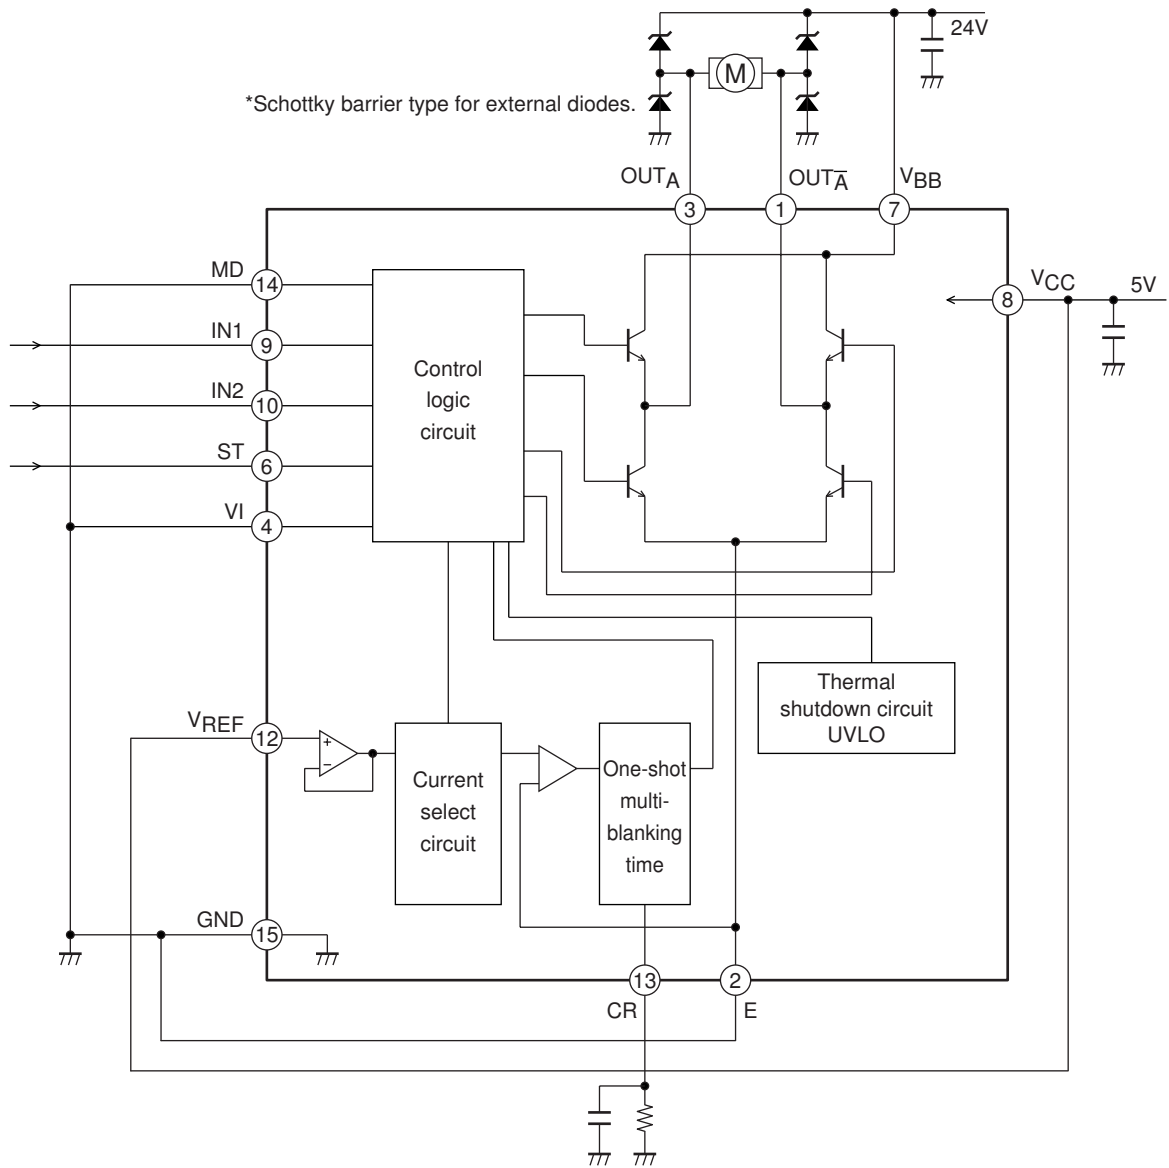 24V
M
*Schottky barrier type for external diodes.
OUTA
OUTA̅
VBB
3
1
7
MD
14
VCC
5V
8
IN1
9
IN2
10
ST
6
VI
4
Control
logic
circuit
Thermal
shutdown circuit
UVLO
VREF
12
+
−
Current
select
circuit
One-shot
multi-
blanking
time
GND
15
13
2
CR
E